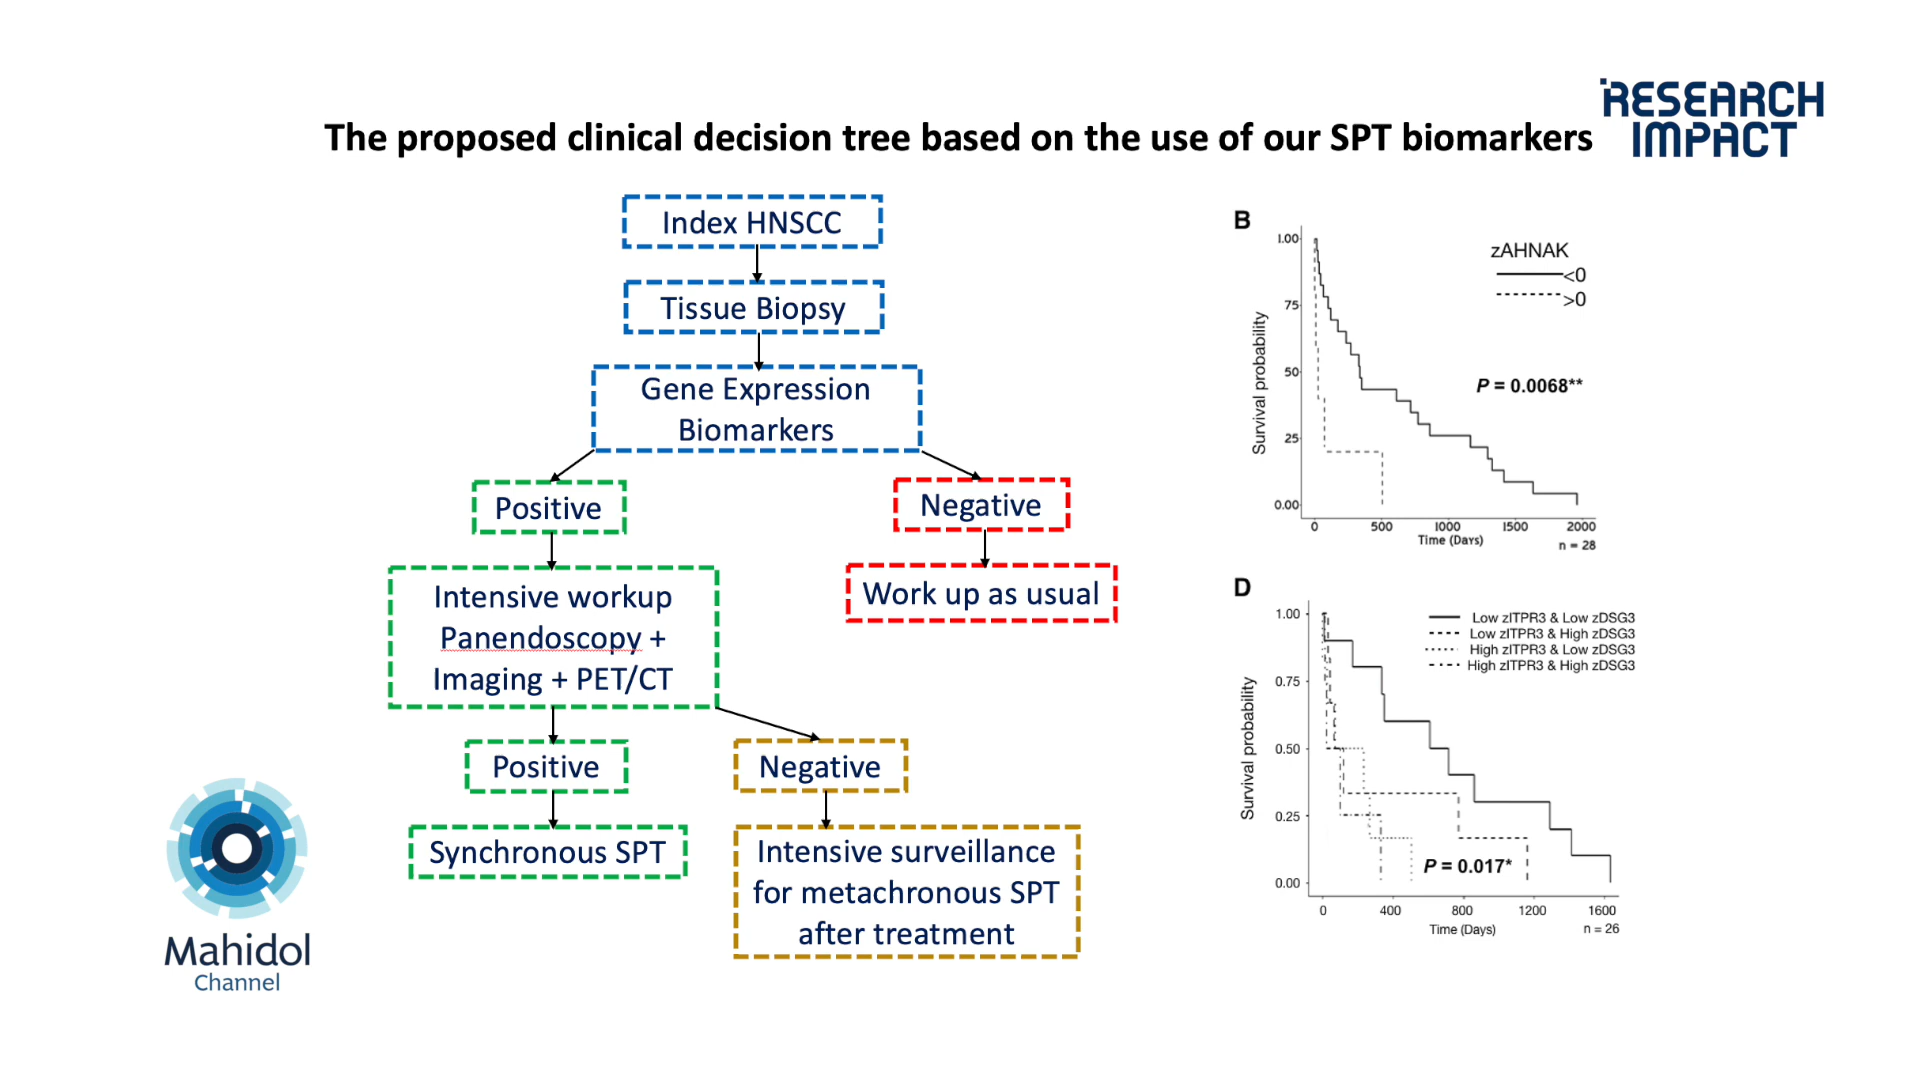 RESEARCH
IMPACT
The proposed clinical decision tree based on the use of our SPT biomarkers
Index HNSCC
Tissue Biopsy
Gene Expression
Biomarkers
Positive
Negative
Intensive workup
Panendoscopy +
Imaging + PET/CT
Work up as usual
Positive
Negative
Synchronous SPT
Intensive surveillance
for metachronous SPT
after treatment
B
zAHNAK
<0
>0
P = 0.0068**
Survival probability
1.00
75
50
25
0.00
0 500 1000 1500 2000
Time (Days)
n = 28
D
Low zITPR3 & Low zDSG3
Low zITPR3 & High zDSG3
High zITPR3 & Low zDSG3
High zITPR3 & High zDSG3
P = 0.017*
Survival probability
1.00
0.75
0.50
0.25
0.00
0 400 800 1200 1600
Time (Days)
n = 26
Mahidol
Channel